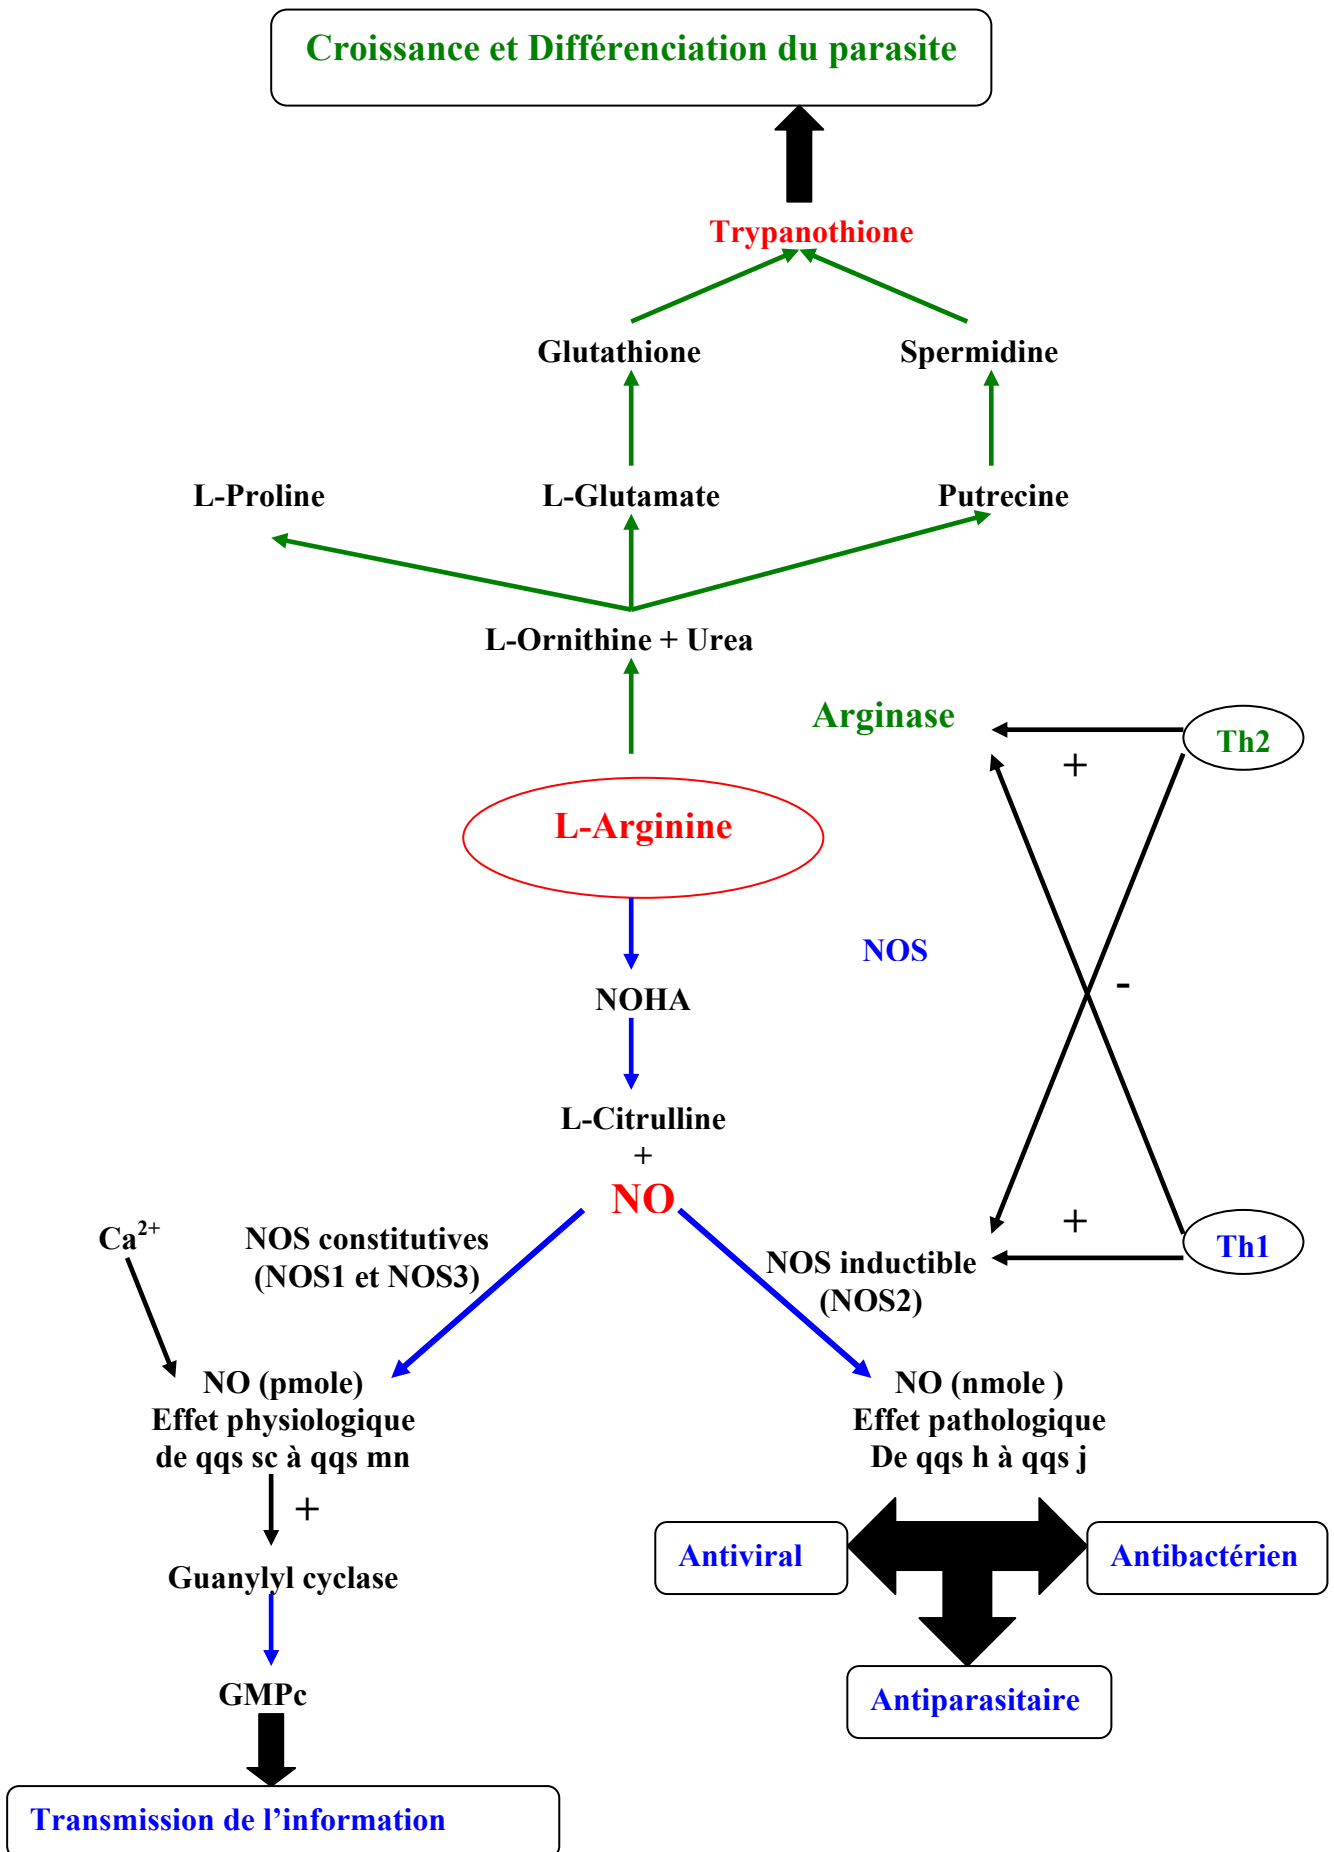 Croissance et Différenciation du parasite
Trypanothione
Glutathione
Spermidine
L-Proline
L-Glutamate
Putrecine
L-Ornithine + Urea
Arginase
Th2
+
L-Arginine
NOS
-
NOHA
L-Citrulline
+
NO
Ca²⁺
NOS constitutives
(NOS1 et NOS3)
NOS inductible
(NOS2)
+
Th1
NO (pmole)
Effet physiologique
de qqs sc à qqs mn
NO (nmole )
Effet pathologique
De qqs h à qqs j
+
Guanylyl cyclase
Antiviral
Antibactérien
GMPc
Antiparasitaire
Transmission de l’information